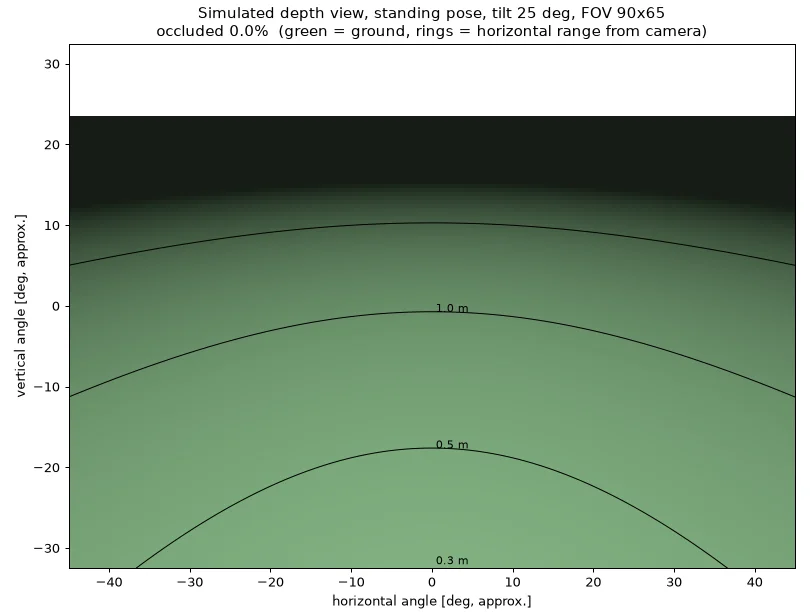 Simulated depth view, standing pose, tilt 25 deg, FOV 90x65
occluded 0.0%  (green = ground, rings = horizontal range from camera)
30
20
10
1.0 m
0
−10
0.5 m
−20
−30
0.3 m
−40
−30
−20
−10
0
10
20
30
40
horizontal angle [deg, approx.]
vertical angle [deg, approx.]